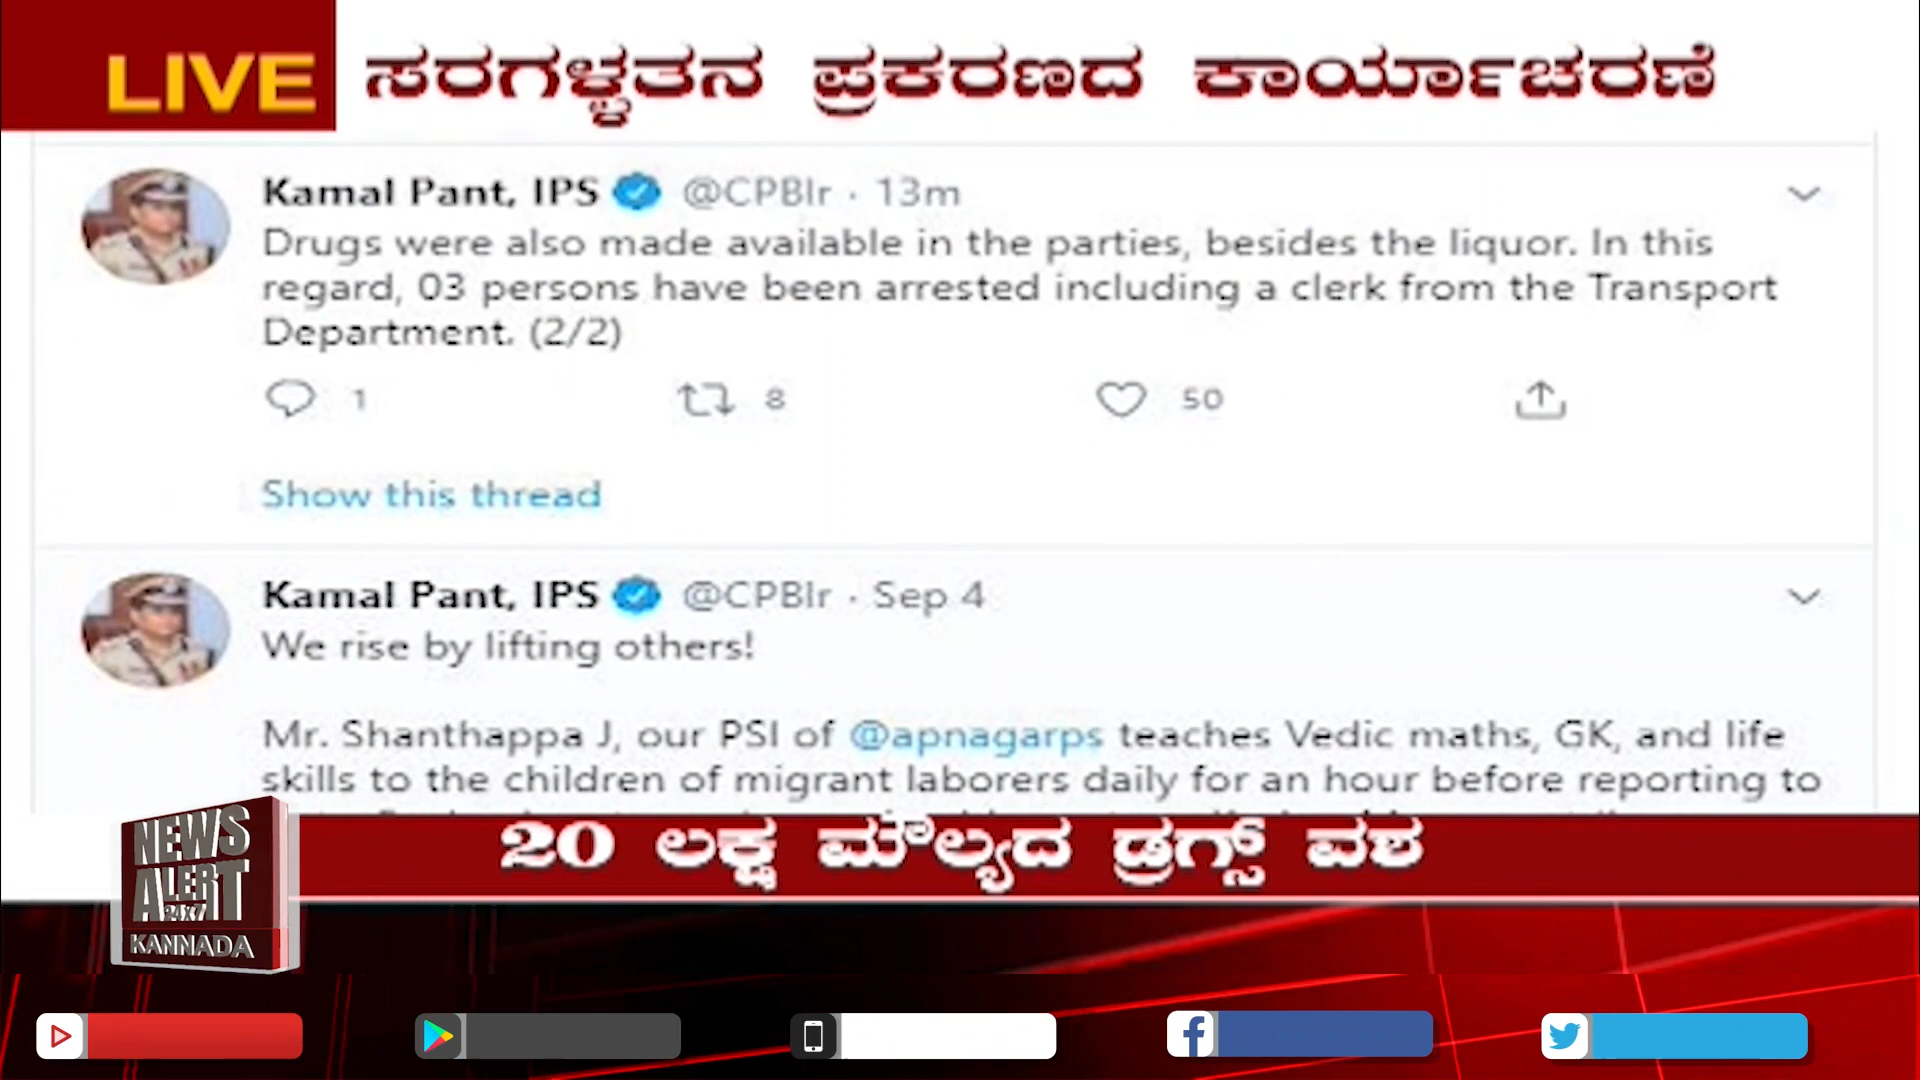 LIVE ಸರಗಳ್ಳತನ ಪ್ರಕರಣದ ಕಾರ್ಯಾಚರಣೆ
Kamal Pant, IPS @CPBlr · 13m
Drugs were also made available in the parties, besides the liquor. In this
regard, 03 persons have been arrested including a clerk from the Transport
Department. (2/2)
1 8 50
Show this thread
Kamal Pant, IPS @CPBlr · Sep 4
We rise by lifting others!
Mr. Shanthappa J, our PSI of @apnagarps teaches Vedic maths, GK, and life
skills to the children of migrant laborers daily for an hour before reporting to
20 ಲಕ್ಷ ಮೌಲ್ಯದ ಡ್ರಗ್ಸ್ ವಶ
NEWS
ALERT
24X7
KANNADA